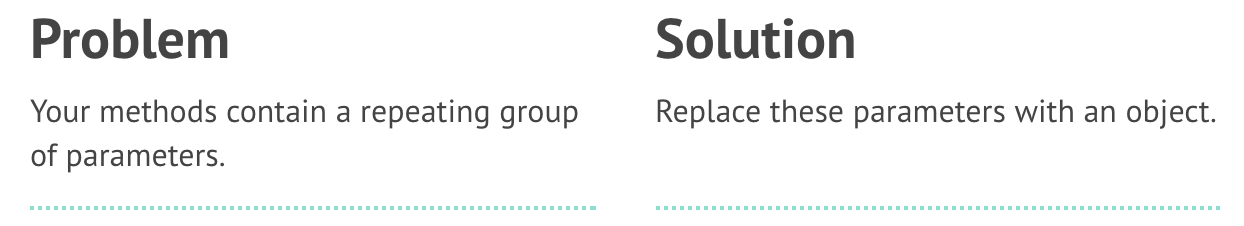 Problem
Your methods contain a repeating group
of parameters.
Solution
Replace these parameters with an object.